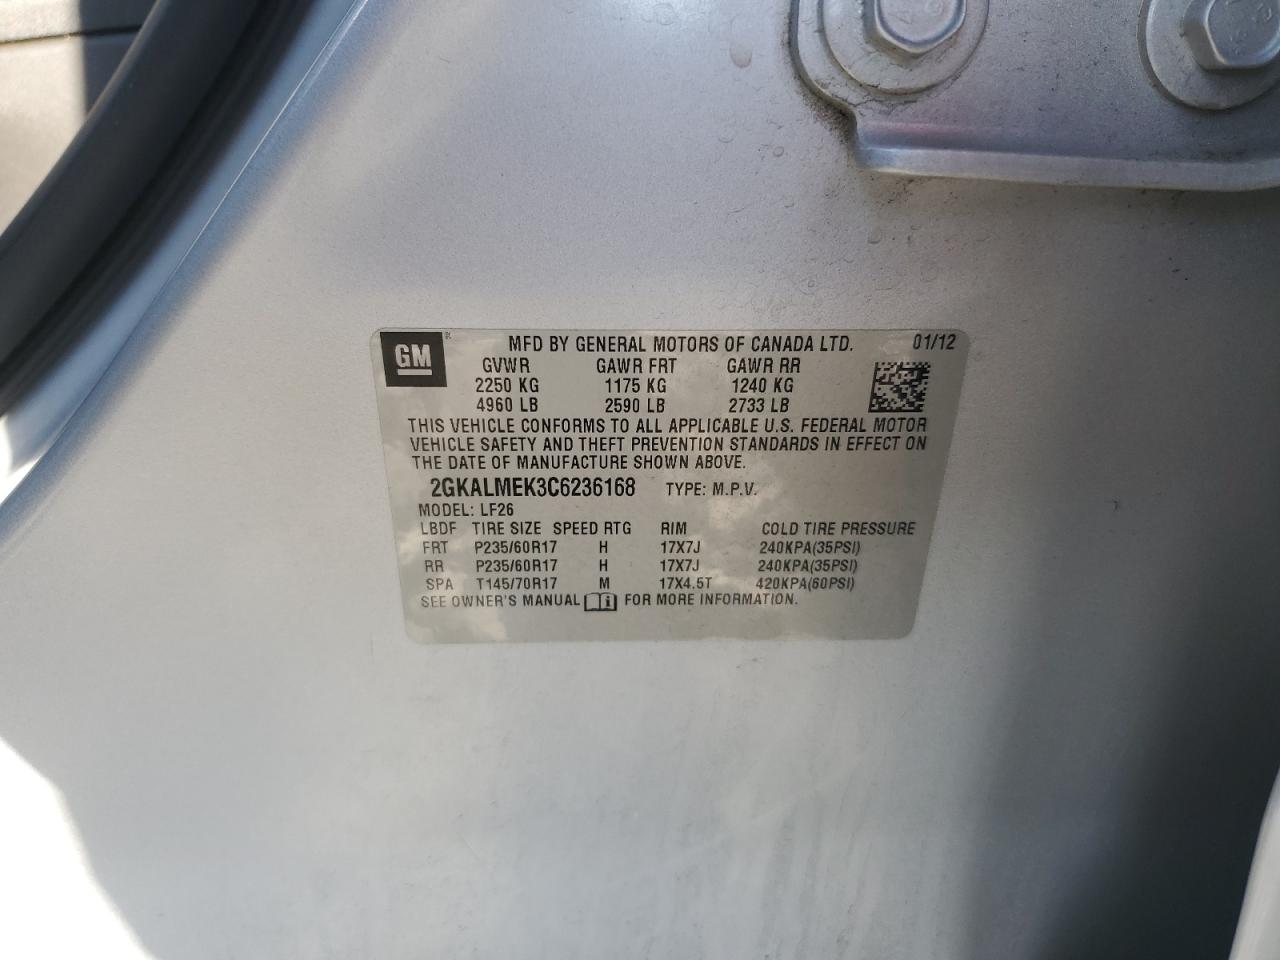 GM MFD BY GENERAL MOTORS OF CANADA LTD. 01/12
GVWR GAWR FRT GAWR RR
2250 KG 1175 KG 1240 KG
4960 LB 2590 LB 2733 LB
THIS VEHICLE CONFORMS TO ALL APPLICABLE U.S. FEDERAL MOTOR
VEHICLE SAFETY AND THEFT PREVENTION STANDARDS IN EFFECT ON
THE DATE OF MANUFACTURE SHOWN ABOVE.
2GKALMEK3C6236168 TYPE: M.P.V.
MODEL: LF26
LBDF TIRE SIZE SPEED RTG RIM COLD TIRE PRESSURE
FRT P235/60R17 H 17X7J 240KPA(35PSI)
RR P235/60R17 H 17X7J 240KPA(35PSI)
SPA T145/70R17 M 17X4.5T 420KPA(60PSI)
SEE OWNER'S MANUAL FOR MORE INFORMATION.